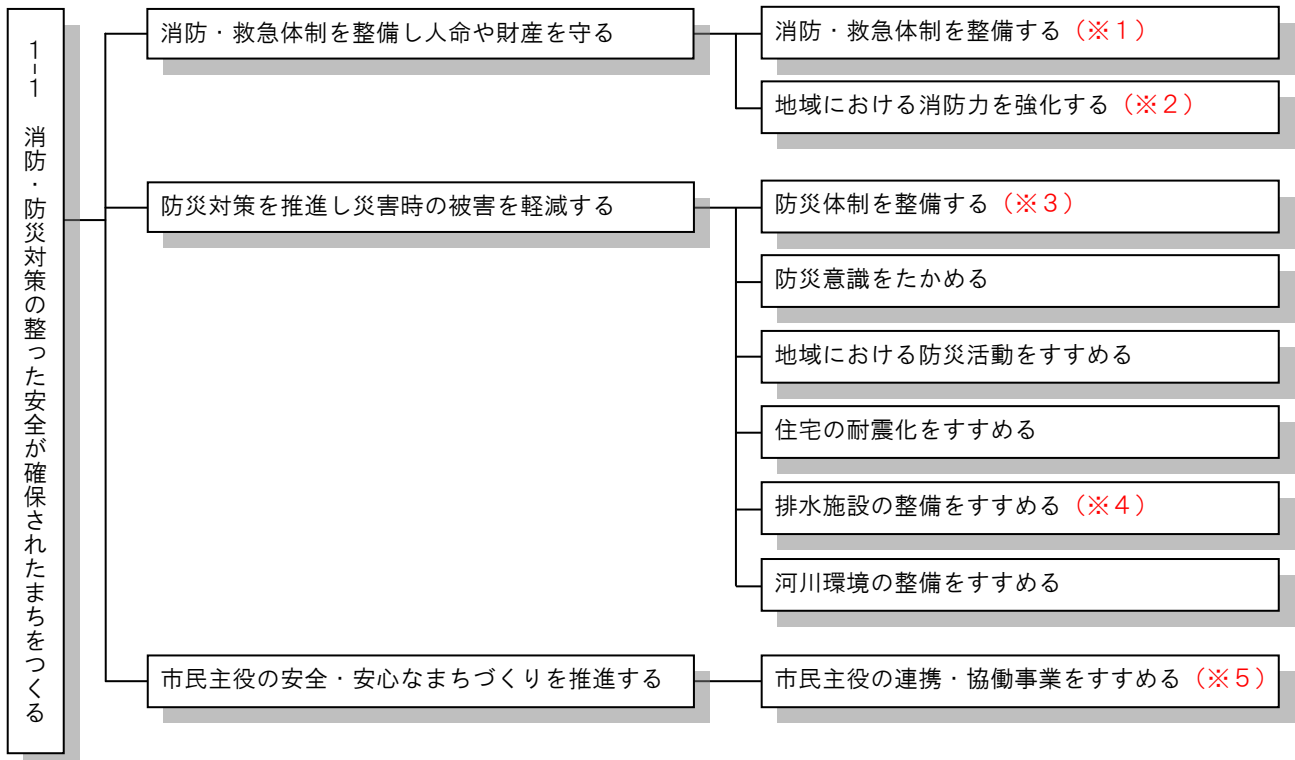 1-1 消防・防災対策の整った安全が確保されたまちをつくる
消防・救急体制を整備し人命や財産を守る
消防・救急体制を整備する（※１）
地域における消防力を強化する（※２）
防災対策を推進し災害時の被害を軽減する
防災体制を整備する（※３）
防災意識をたかめる
地域における防災活動をすすめる
住宅の耐震化をすすめる
排水施設の整備をすすめる（※４）
河川環境の整備をすすめる
市民主役の安全・安心なまちづくりを推進する
市民主役の連携・協働事業をすすめる（※５）